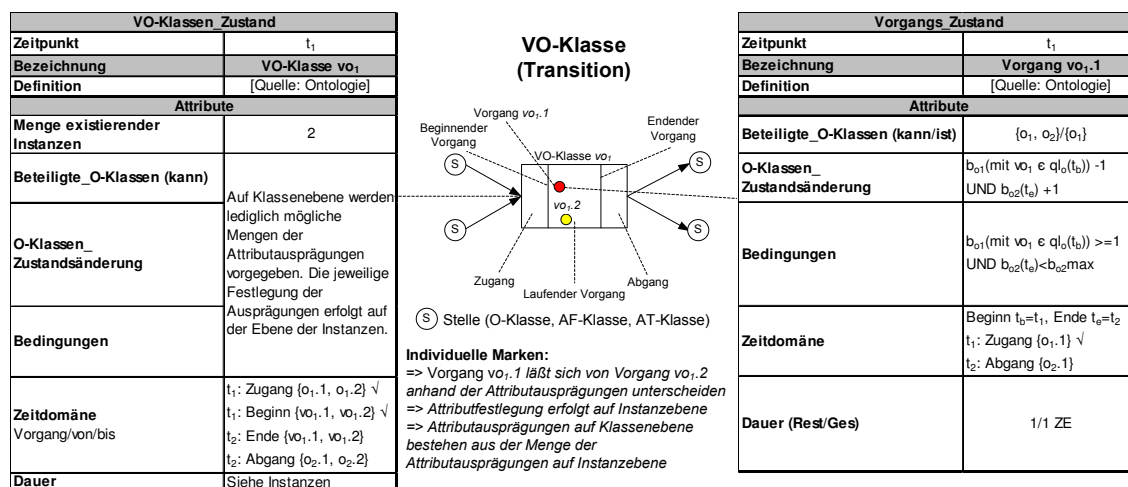 VO-Klassen_Zustand
Zeitpunkt t₁
Bezeichnung VO-Klasse vo₁
Definition [Quelle: Ontologie]
Attribute
Menge existierender
Instanzen
2
Beteiligte_O-Klassen (kann)
O-Klassen_
Zustandsänderung
Bedingungen
Auf Klassenebene werden
lediglich mögliche
Mengen der
Attributausprägungen
vorgegeben. Die jeweilige
Festlegung der
Ausprägungen erfolgt auf
der Ebene der Instanzen.
Zeitdomäne
Vorgang/von/bis
t₁: Zugang {o₁.1, o₁.2} √
t₁: Beginn {vo₁.1, vo₁.2} √
t₂: Ende {vo₁.1, vo₁.2}
t₂: Abgang {o₂.1, o₂.2}
Dauer Siehe Instanzen
VO-Klasse
(Transition)
Vorgang vo₁.1
Beginnender
Vorgang
Endender
Vorgang
VO-Klasse vo₁
S
S
vo₁.2
S
S
Zugang
Abgang
Laufender Vorgang
S Stelle (O-Klasse, AF-Klasse, AT-Klasse)
Individuelle Marken:
=> Vorgang vo₁.1 läßt sich von Vorgang vo₁.2
anhand der Attributausprägungen unterscheiden
=> Attributfestlegung erfolgt auf Instanzebene
=> Attributausprägungen auf Klassenebene
bestehen aus der Menge der
Attributausprägungen auf Instanzebene
Vorgangs_Zustand
Zeitpunkt t₁
Bezeichnung Vorgang vo₁.1
Definition [Quelle: Ontologie]
Attribute
Beteiligte_O-Klassen (kann/ist) {o₁, o₂}/{o₁}
O-Klassen_
Zustandsänderung
b_o1(mit vo₁ є ql_o(t_b)) -1
UND b_o2(t_e) +1
Bedingungen
b_o1(mit vo₁ є ql_o(t_b)) >=1
UND b_o2(t_e)<b_o2max
Zeitdomäne
Beginn t_b=t₁, Ende t_e=t₂
t₁: Zugang {o₁.1} √
t₂: Abgang {o₂.1}
Dauer (Rest/Ges) 1/1 ZE